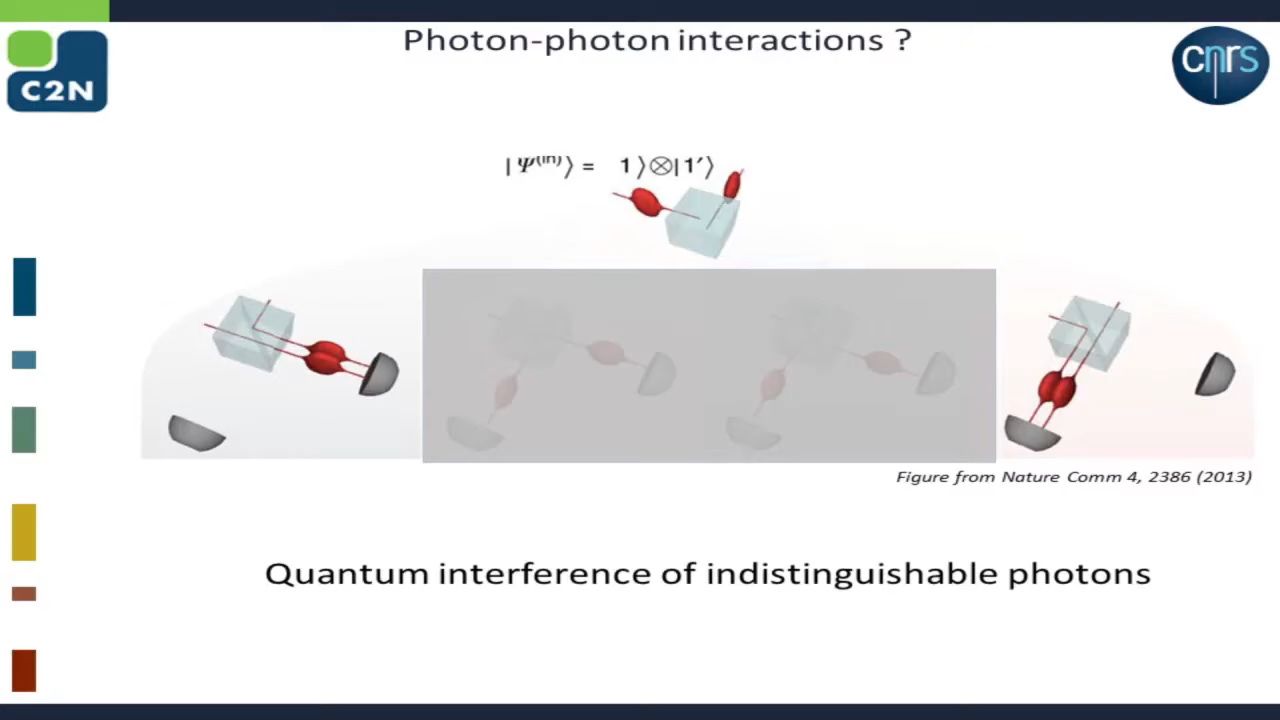 Photon-photon interactions ?
C2N
cnrs
|Ψ(in)⟩ = 1⟩⊗|1′⟩
Figure from Nature Comm 4, 2386 (2013)
Quantum interference of indistinguishable photons